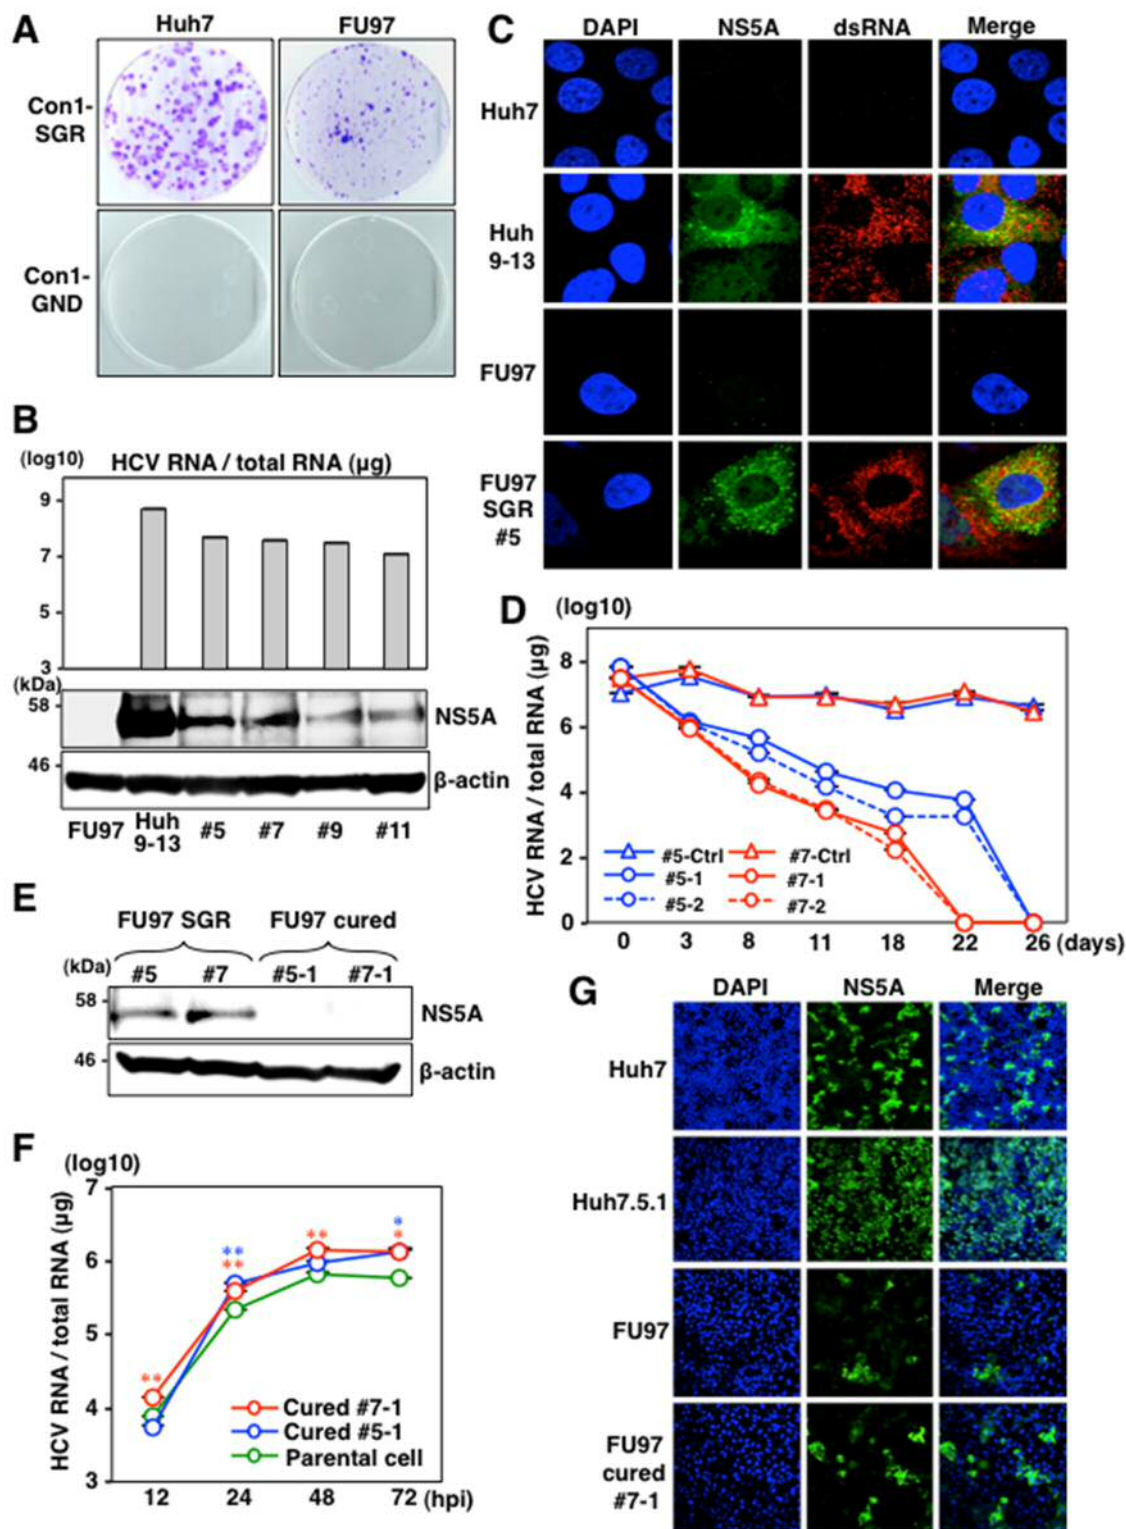 A
Huh7
FU97
Con1-
SGR
Con1-
GND
B
(log10)
HCV RNA / total RNA (µg)
9
7
5
3
(kDa)
58
NS5A
46
β-actin
FU97
Huh
9-13
#5
#7
#9
#11
C
DAPI
NS5A
dsRNA
Merge
Huh7
Huh
9-13
FU97
FU97
SGR
#5
D
(log10)
HCV RNA / total RNA (µg)
8
6
4
2
0
#5-Ctrl
#7-Ctrl
#5-1
#7-1
#5-2
#7-2
0
3
8
11
18
22
26 (days)
E
FU97 SGR
FU97 cured
(kDa)
#5
#7
#5-1
#7-1
58
NS5A
46
β-actin
F
(log10)
HCV RNA / total RNA (µg)
7
6
5
4
3
**
**
**
**
*
*
Cured #7-1
Cured #5-1
Parental cell
12
24
48
72 (hpi)
G
DAPI
NS5A
Merge
Huh7
Huh7.5.1
FU97
FU97
cured
#7-1